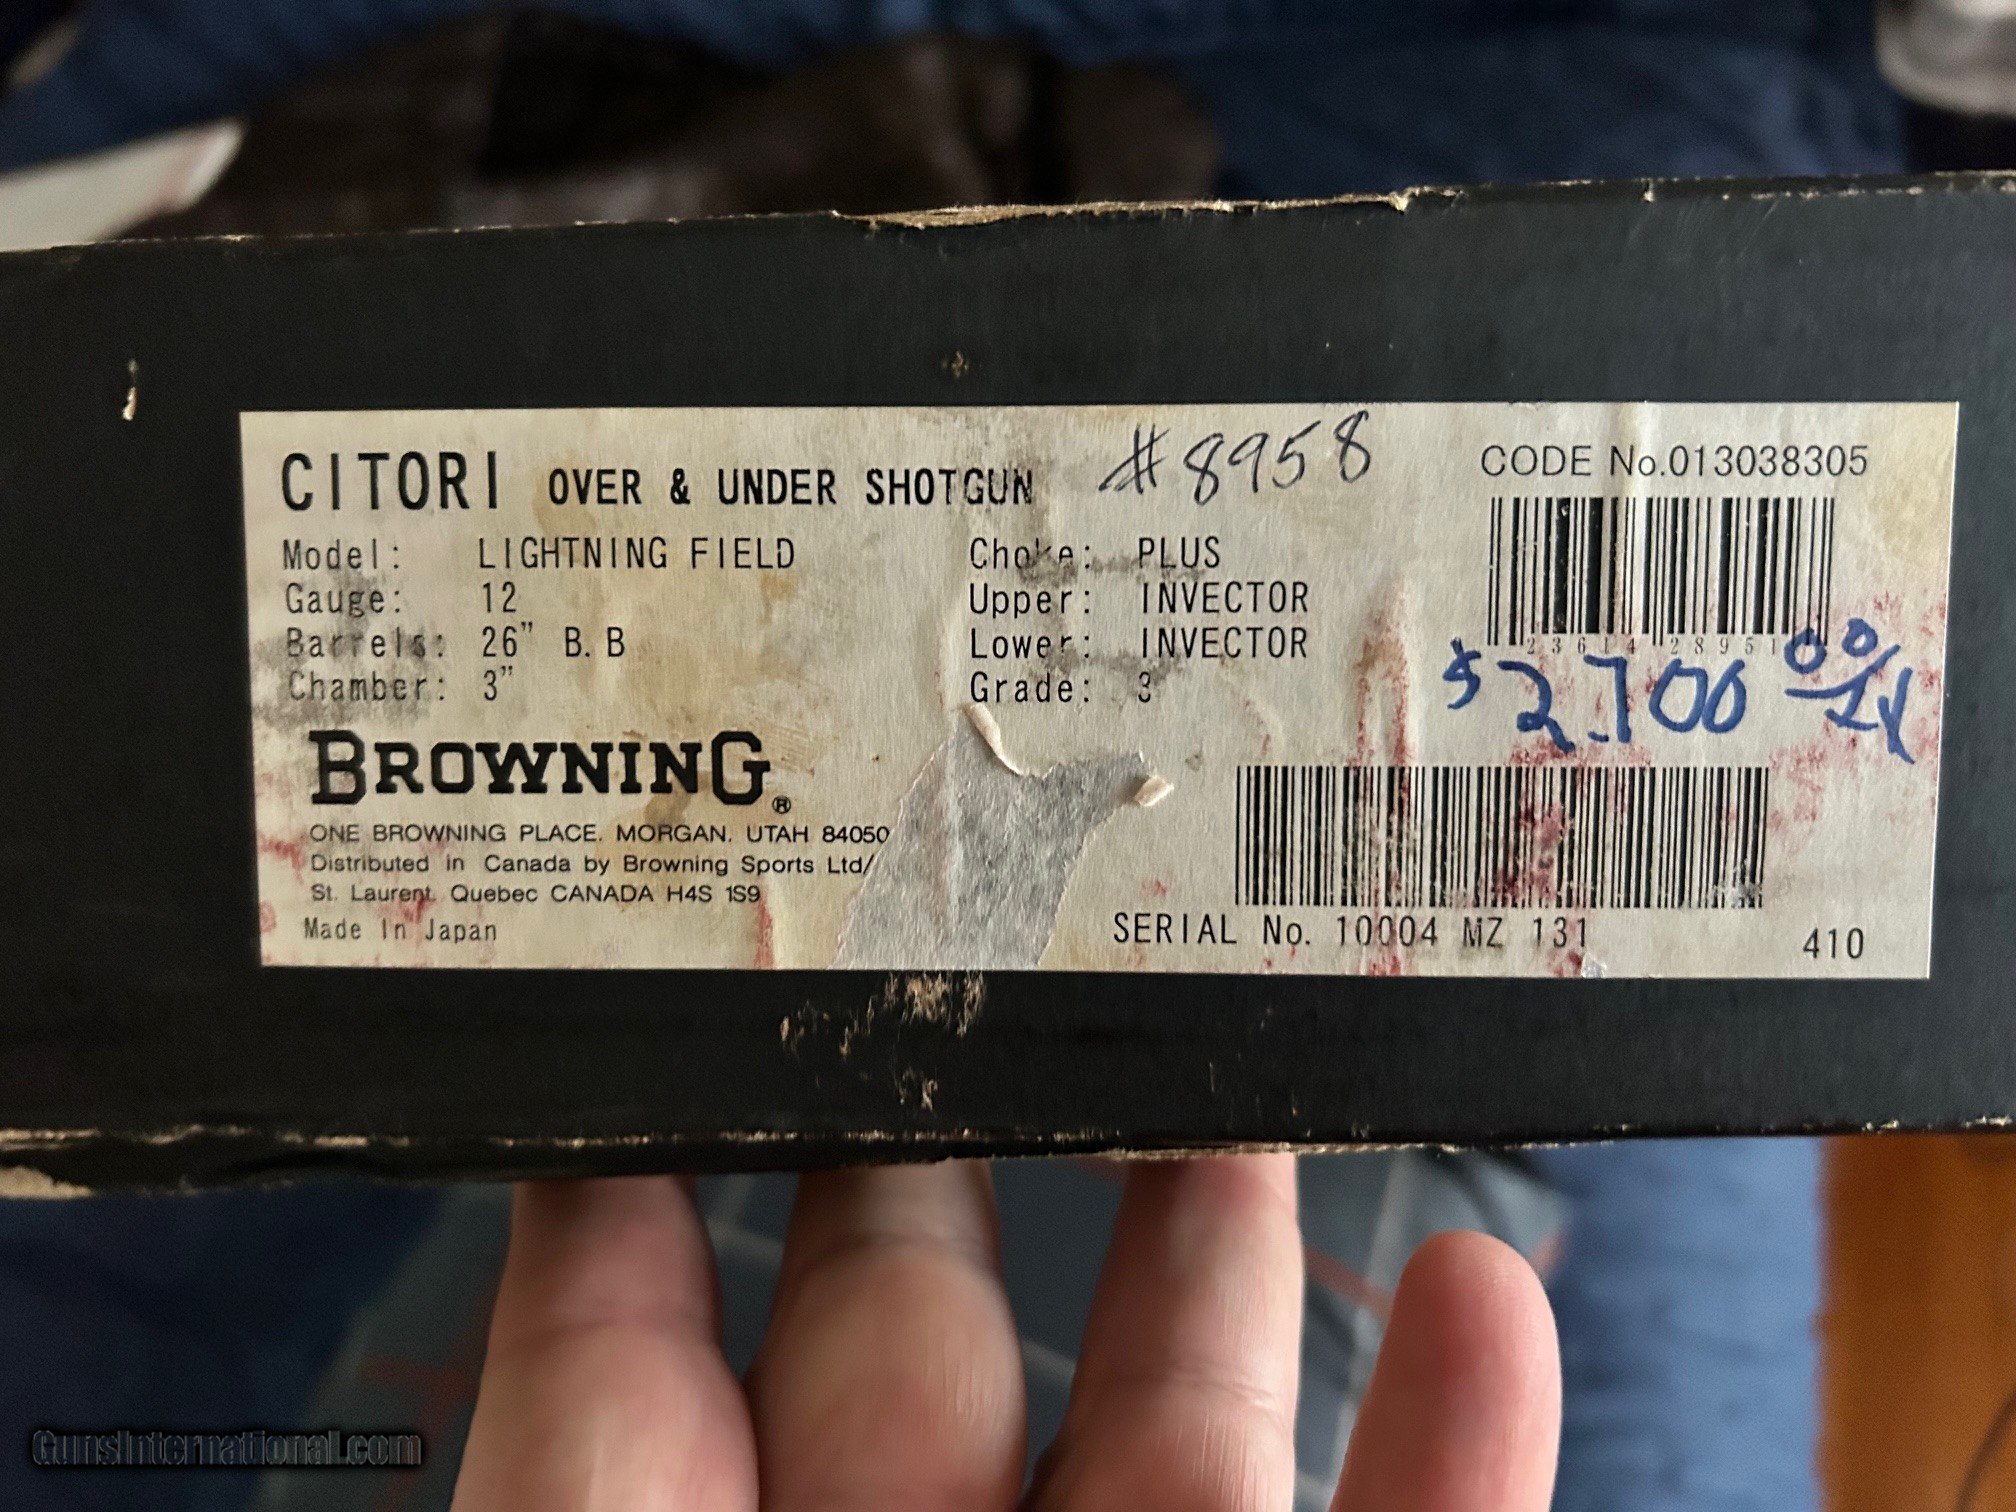 CITORI OVER & UNDER SHOTGUN #8958
CODE No.013038305
Model: LIGHTNING FIELD
Gauge: 12
Barrels: 26" B.B
Chamber: 3"
Choke: PLUS
Upper: INVECTOR
Lower: INVECTOR
Grade: 3
23614 28951
$2,700 00/
BROWNING®
ONE BROWNING PLACE. MORGAN. UTAH 84050
Distributed in Canada by Browning Sports Ltd/
St. Laurent. Quebec CANADA H4S 1S9
Made In Japan
SERIAL No. 10004 MZ 131
410
GunsInternational.com